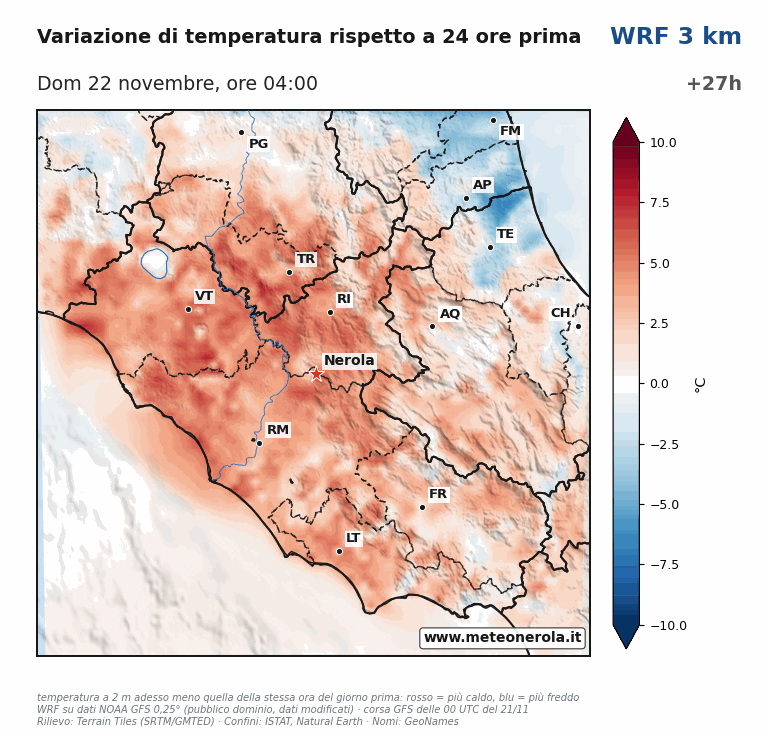 Variazione di temperatura rispetto a 24 ore prima WRF 3 km
Dom 22 novembre, ore 04:00 +27h
FM
PG
AP
TE
TR
VT
RI
AQ
CH
Nerola
RM
FR
LT
www.meteonerola.it
10.0
7.5
5.0
2.5
0.0
−2.5
−5.0
−7.5
−10.0
°C
temperatura a 2 m adesso meno quella della stessa ora del giorno prima: rosso = più caldo, blu = più freddo
WRF su dati NOAA GFS 0,25° (pubblico dominio, dati modificati) · corsa GFS delle 00 UTC del 21/11
Rilievo: Terrain Tiles (SRTM/GMTED) · Confini: ISTAT, Natural Earth · Nomi: GeoNames